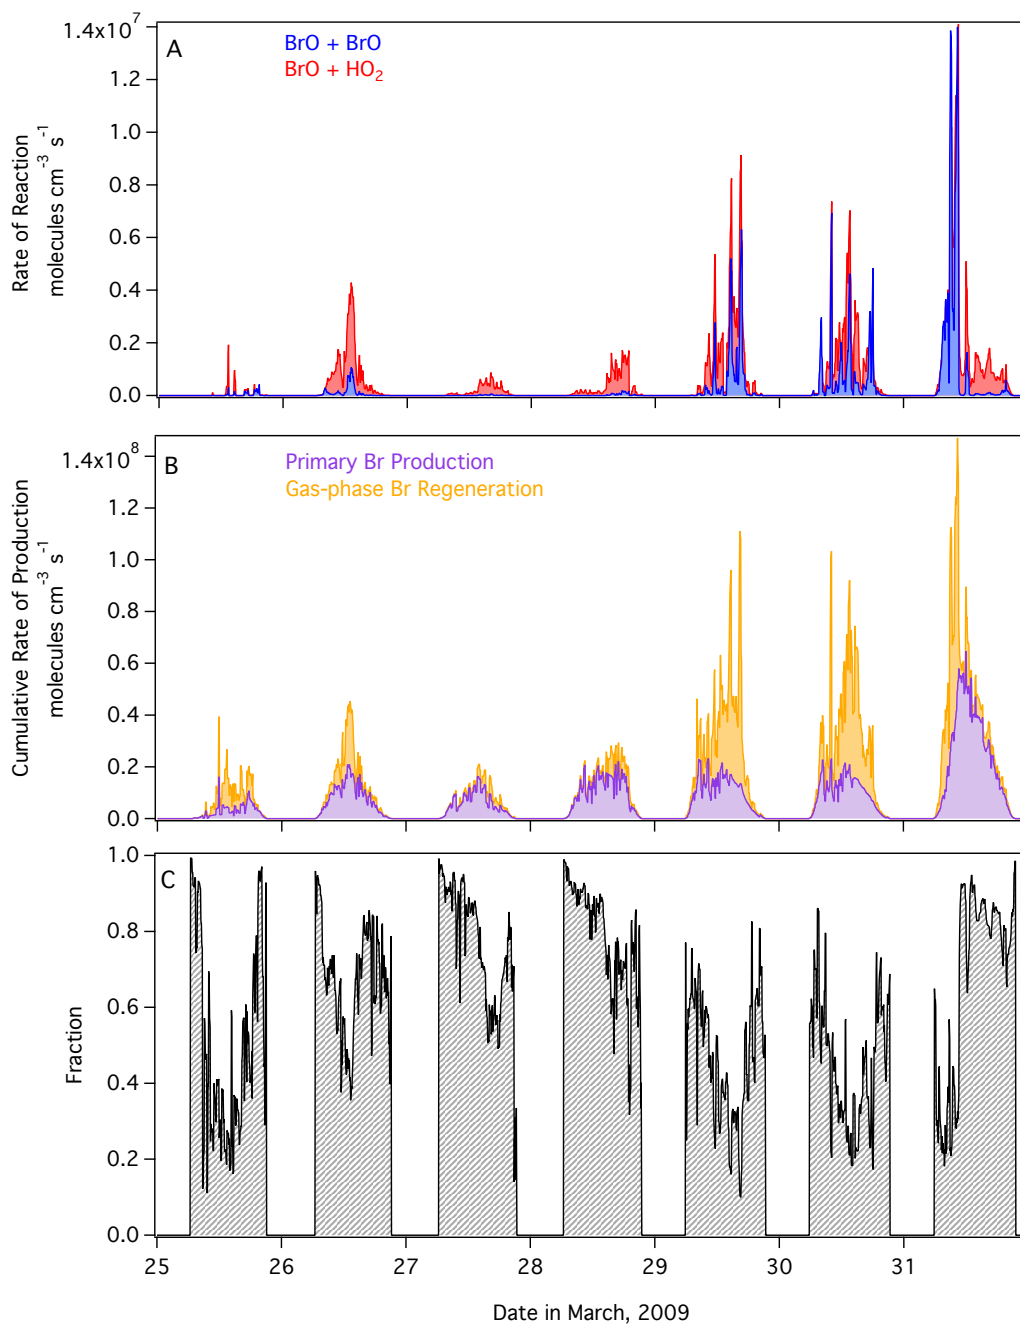 1.4x10⁷
1.2
1.0
0.8
0.6
0.4
0.2
0.0
Rate of Reaction
molecules cm⁻³ s⁻¹
A
BrO + BrO
BrO + HO₂
1.4x10⁸
1.2
1.0
0.8
0.6
0.4
0.2
0.0
Cumulative Rate of Production
molecules cm⁻³ s⁻¹
B
Primary Br Production
Gas-phase Br Regeneration
1.0
0.8
0.6
0.4
0.2
0.0
Fraction
C
25 26 27 28 29 30 31
Date in March, 2009